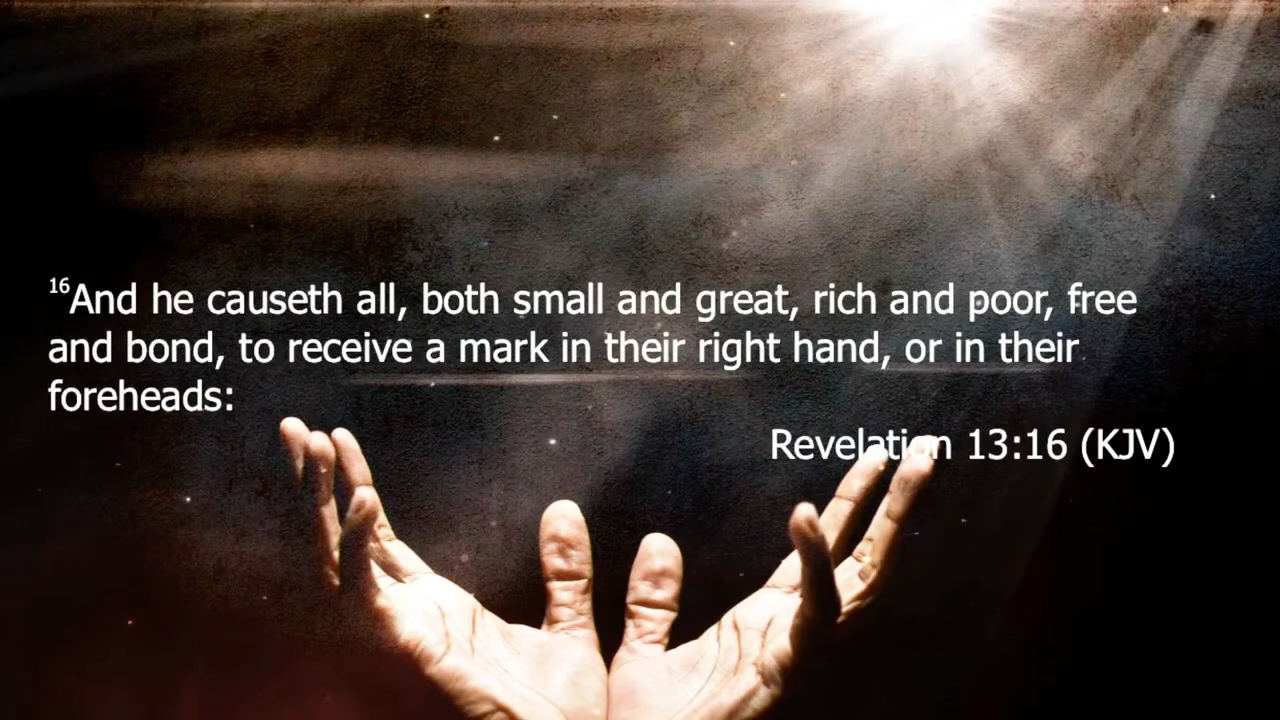 ¹⁶And he causeth all, both small and great, rich and poor, free
and bond, to receive a mark in their right hand, or in their
foreheads:
Revelation 13:16 (KJV)